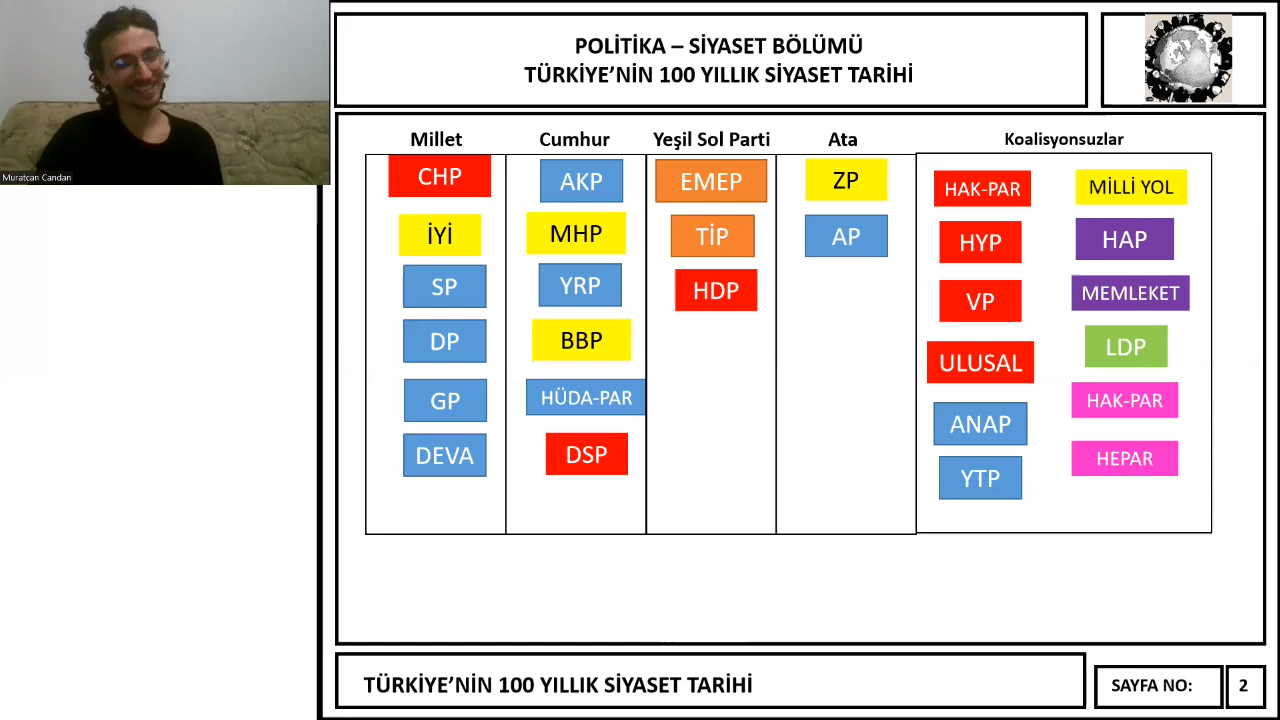 Muratcan Candan
POLİTİKA – SİYASET BÖLÜMÜ
TÜRKİYE'NİN 100 YILLIK SİYASET TARİHİ
Millet
CHP
İYİ
SP
DP
GP
DEVA
Cumhur
AKP
MHP
YRP
BBP
HÜDA-PAR
DSP
Yeşil Sol Parti
EMEP
TİP
HDP
Ata
ZP
AP
Koalisyonsuzlar
HAK-PAR
HYP
VP
ULUSAL
ANAP
YTP
MİLLİ YOL
HAP
MEMLEKET
LDP
HAK-PAR
HEPAR
TÜRKİYE'NİN 100 YILLIK SİYASET TARİHİ
SAYFA NO: 2